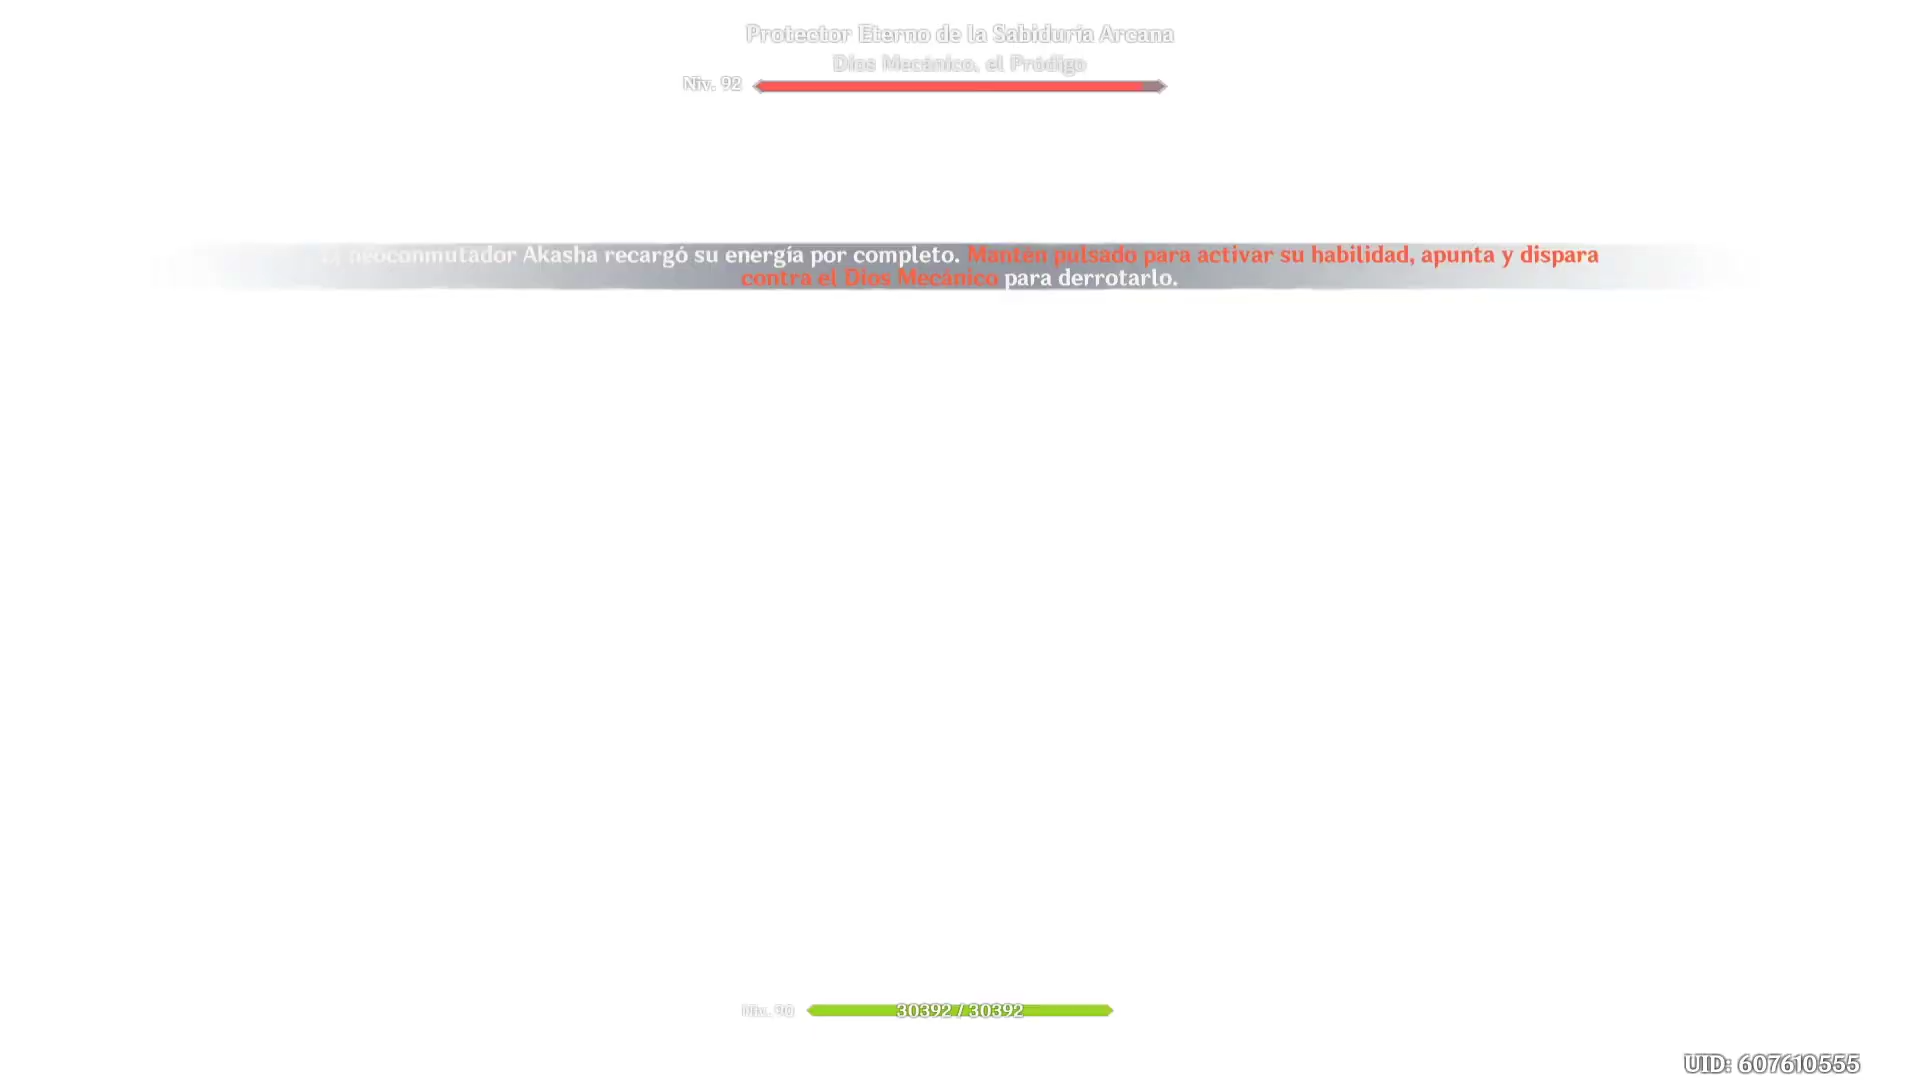 Protector Eterno de la Sabiduría Arcana
Dios Mecánico, el Pródigo
Niv. 92
El neoconmutador Akasha recargó su energía por completo. Mantén pulsado para activar su habilidad, apunta y dispara
contra el Dios Mecánico para derrotarlo.
Niv. 90
30392 / 30392
UID: 607610555